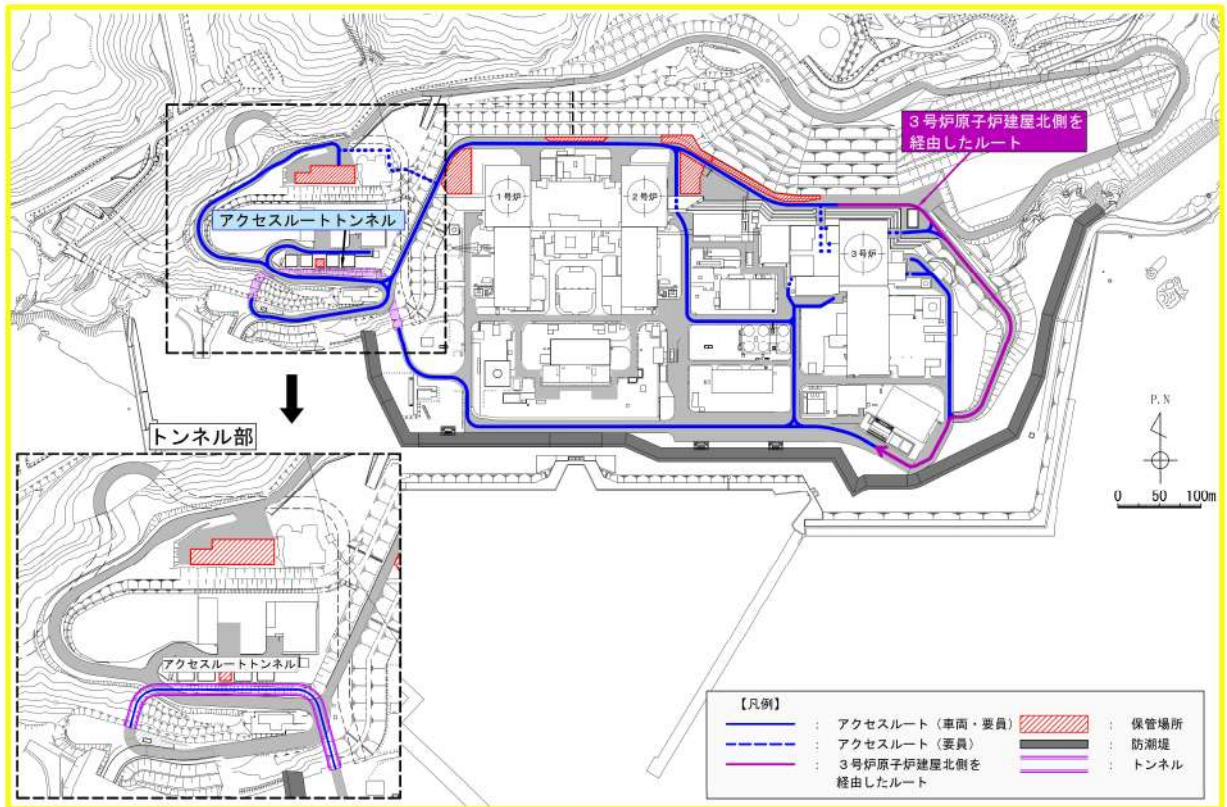 3号炉原子炉建屋北側を
経由したルート
アクセスルートトンネル
1号炉
2号炉
3号炉
トンネル部
P.N
0 50 100m
アクセスルートトンネル
【凡例】
： アクセスルート（車両・要員）
： アクセスルート（要員）
： 3号炉原子炉建屋北側を
経由したルート
： 保管場所
： 防潮堤
： トンネル